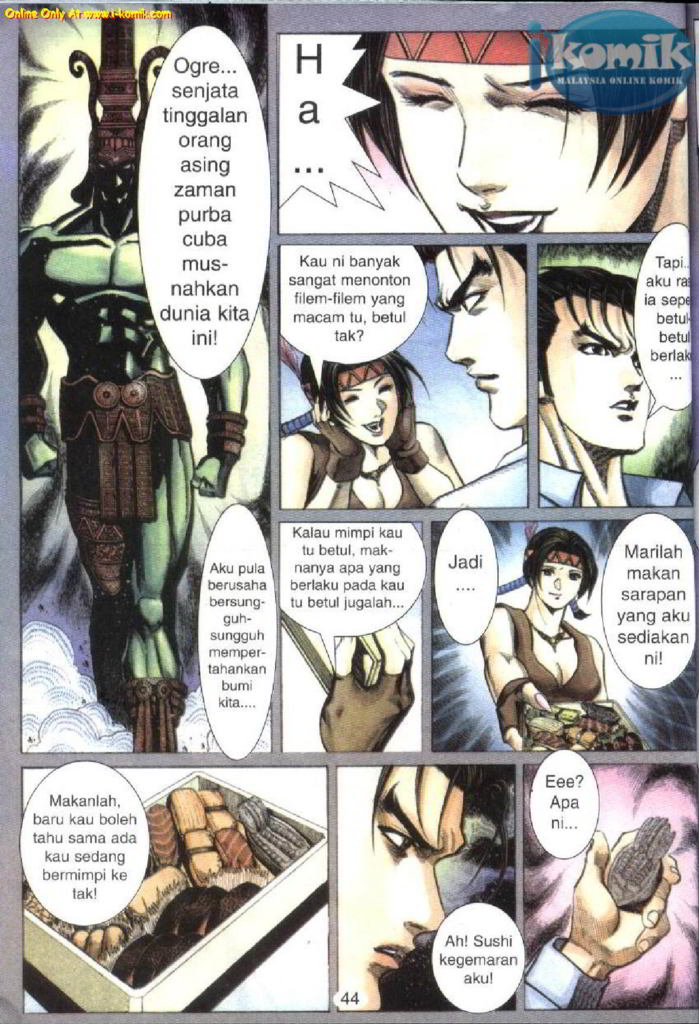 Online Only At www.i-komik.com
ikomik
MALAYSIA ONLINE KOMIK
Ogre...
senjata
tinggalan
orang
asing
zaman
purba
cuba
mus-
nahkan
dunia kita
ini!
Aku pula
berusaha
bersung-
guh-
sungguh
memper-
tahankan
bumi
kita....
H
a
...
Kau ni banyak
sangat menonton
filem-filem yang
macam tu, betul
tak?
Tapi..
aku ra
ia sepe
betul
betul
berlak
...
Kalau mimpi kau
tu betul, mak-
nanya apa yang
berlaku pada kau
tu betul jugalah...
Jadi
....
Marilah
makan
sarapan
yang aku
sediakan
ni!
Makanlah,
baru kau boleh
tahu sama ada
kau sedang
bermimpi ke
tak!
Ah! Sushi
kegemaran
aku!
Eee?
Apa
ni...
44